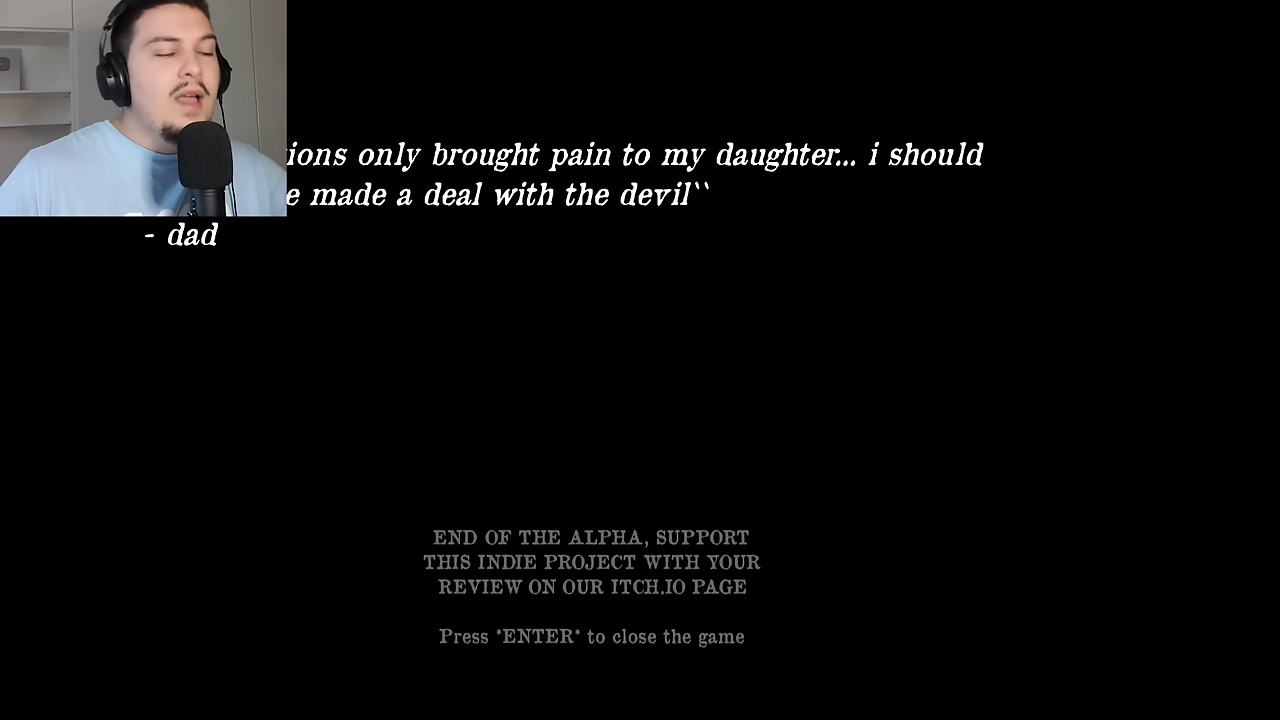 only brought pain to my daughter... i should
made a deal with the devil``
- dad
END OF THE ALPHA, SUPPORT
THIS INDIE PROJECT WITH YOUR
REVIEW ON OUR ITCH.IO PAGE
Press *ENTER* to close the game